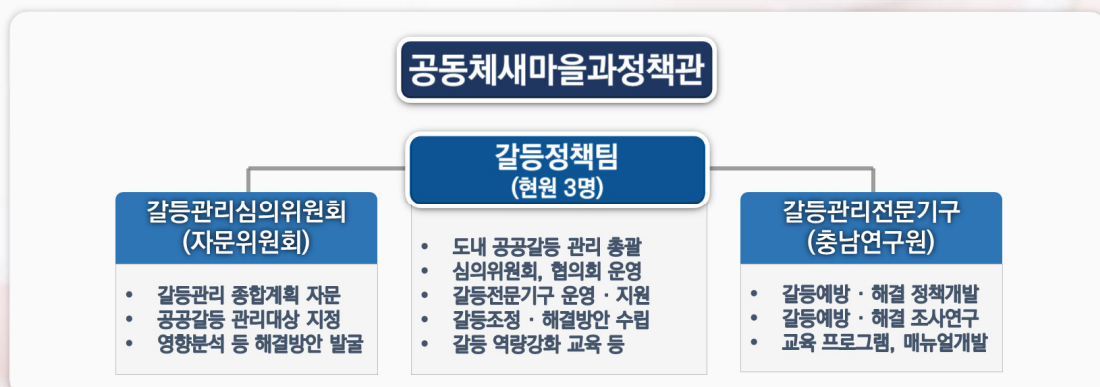 공동체새마을과정책관
갈등정책팀
(현원 3명)
갈등관리심의위원회
(자문위원회)
• 갈등관리 종합계획 자문
• 공공갈등 관리대상 지정
• 영향분석 등 해결방안 발굴
• 도내 공공갈등 관리 총괄
• 심의위원회, 협의회 운영
• 갈등전문기구 운영 · 지원
• 갈등조정 · 해결방안 수립
• 갈등 역량강화 교육 등
갈등관리전문기구
(충남연구원)
• 갈등예방 · 해결 정책개발
• 갈등예방 · 해결 조사연구
• 교육 프로그램, 매뉴얼개발